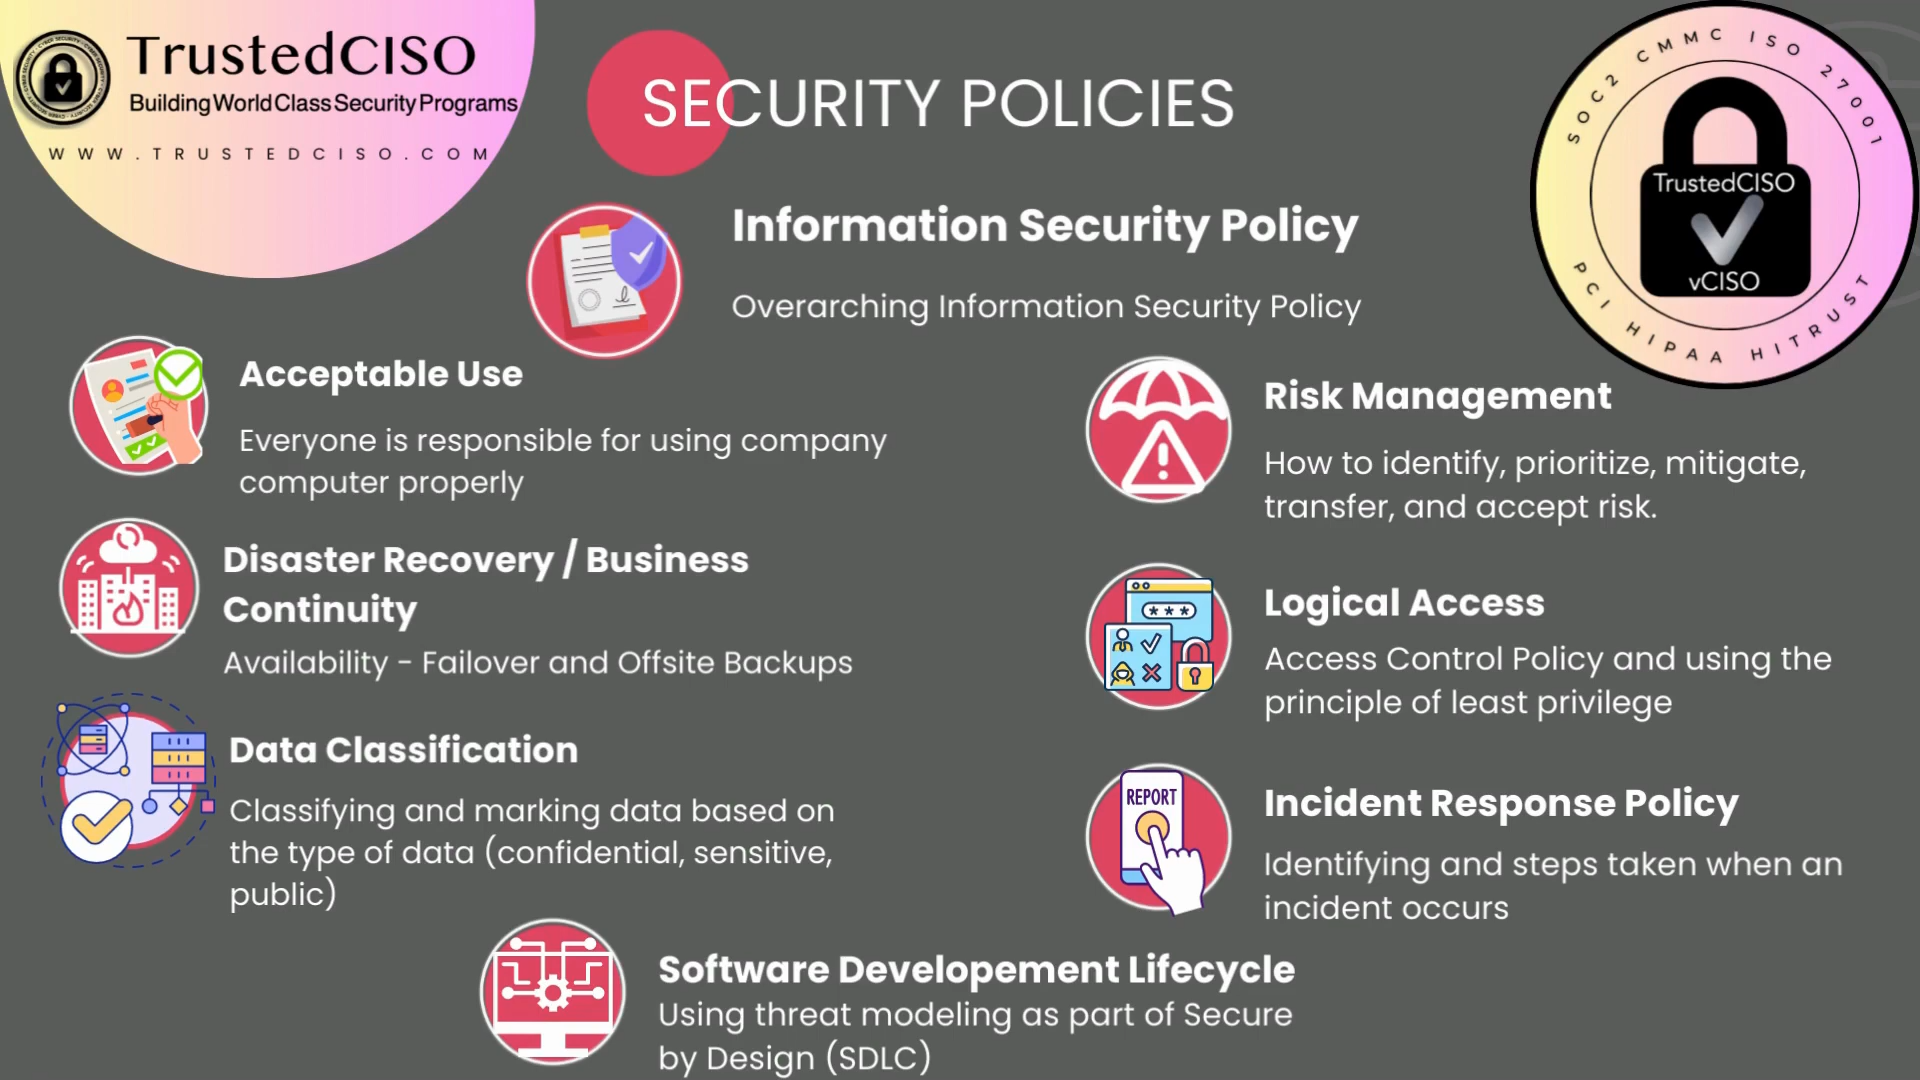 TrustedCISO
Building World Class Security Programs
WWW.TRUSTEDCISO.COM
SECURITY POLICIES
SOC2 CMMC ISO 27001
TrustedCISO
vCISO
PCI HIPAA HITRUST
Information Security Policy
Overarching Information Security Policy
Acceptable Use
Everyone is responsible for using company
computer properly
Disaster Recovery / Business
Continuity
Availability - Failover and Offsite Backups
Data Classification
Classifying and marking data based on
the type of data (confidential, sensitive,
public)
Risk Management
How to identify, prioritize, mitigate,
transfer, and accept risk.
Logical Access
Access Control Policy and using the
principle of least privilege
REPORT
Incident Response Policy
Identifying and steps taken when an
incident occurs
Software Developement Lifecycle
Using threat modeling as part of Secure
by Design (SDLC)